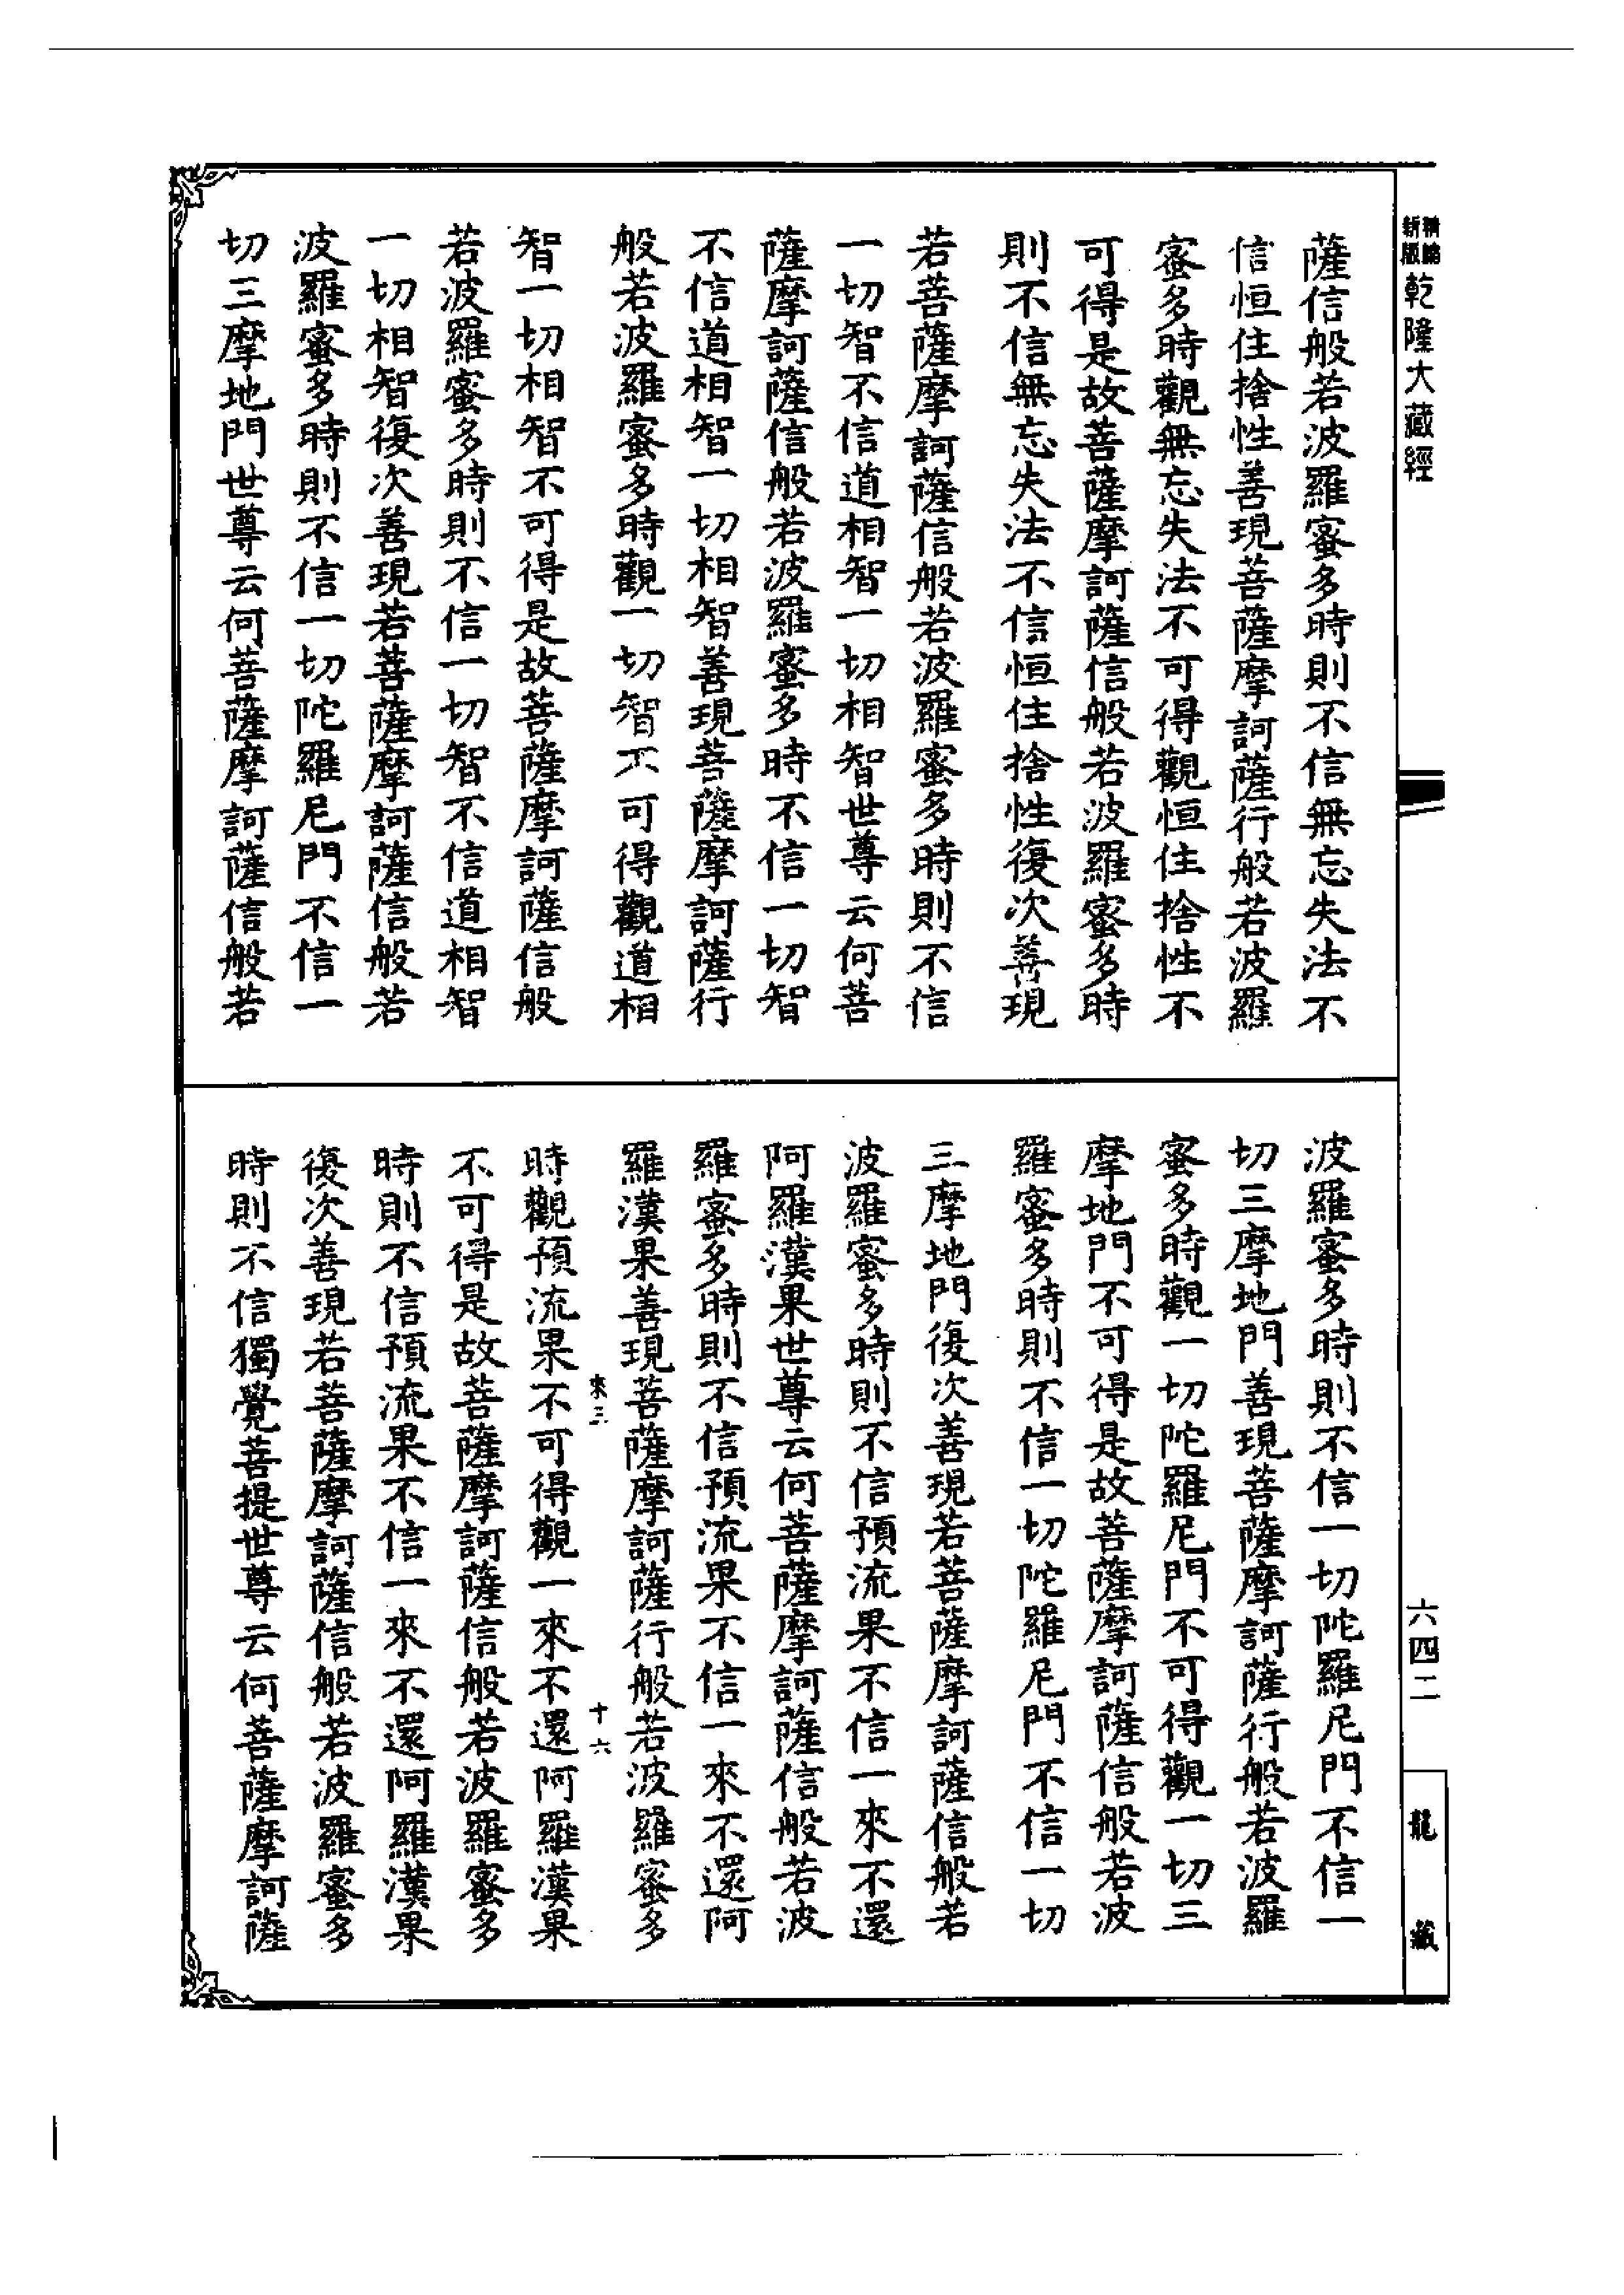 新編
新版
乾隆大藏經
薩信般若波羅蜜多時則不信無忘失法不
信恒住捨性善現菩薩摩訶薩行般若波羅
蜜多時觀無忘失法不可得觀恒住捨性不
可得是故菩薩摩訶薩信般若波羅蜜多時
則不信無忘失法不信恒住捨性復次善現
若菩薩摩訶薩信般若波羅蜜多時則不信
一切智不信道相智一切相智世尊云何菩
薩摩訶薩信般若波羅蜜多時不信一切智
不信道相智一切相智善現菩薩摩訶薩行
般若波羅蜜多時觀一切智不可得觀道相
智一切相智不可得是故菩薩摩訶薩信般
若波羅蜜多時則不信一切智不信道相智
一切相智復次善現若菩薩摩訶薩信般若
波羅蜜多時則不信一切陀羅尼門不信一
切三摩地門世尊云何菩薩摩訶薩信般若
波羅蜜多時則不信一切陀羅尼門不信一
切三摩地門善現菩薩摩訶薩行般若波羅
蜜多時觀一切陀羅尼門不可得觀一切三
摩地門不可得是故菩薩摩訶薩信般若波
羅蜜多時則不信一切陀羅尼門不信一切
三摩地門復次善現若菩薩摩訶薩信般若
波羅蜜多時則不信預流果不信一來不還
阿羅漢果世尊云何菩薩摩訶薩信般若波
羅蜜多時則不信預流果不信一來不還阿
羅漢果善現菩薩摩訶薩行般若波羅蜜多
來三 十六
時觀預流果不可得觀一來不還阿羅漢果
不可得是故菩薩摩訶薩信般若波羅蜜多
時則不信預流果不信一來不還阿羅漢果
復次善現若菩薩摩訶薩信般若波羅蜜多
時則不信獨覺菩提世尊云何菩薩摩訶薩
六四二
龍藏